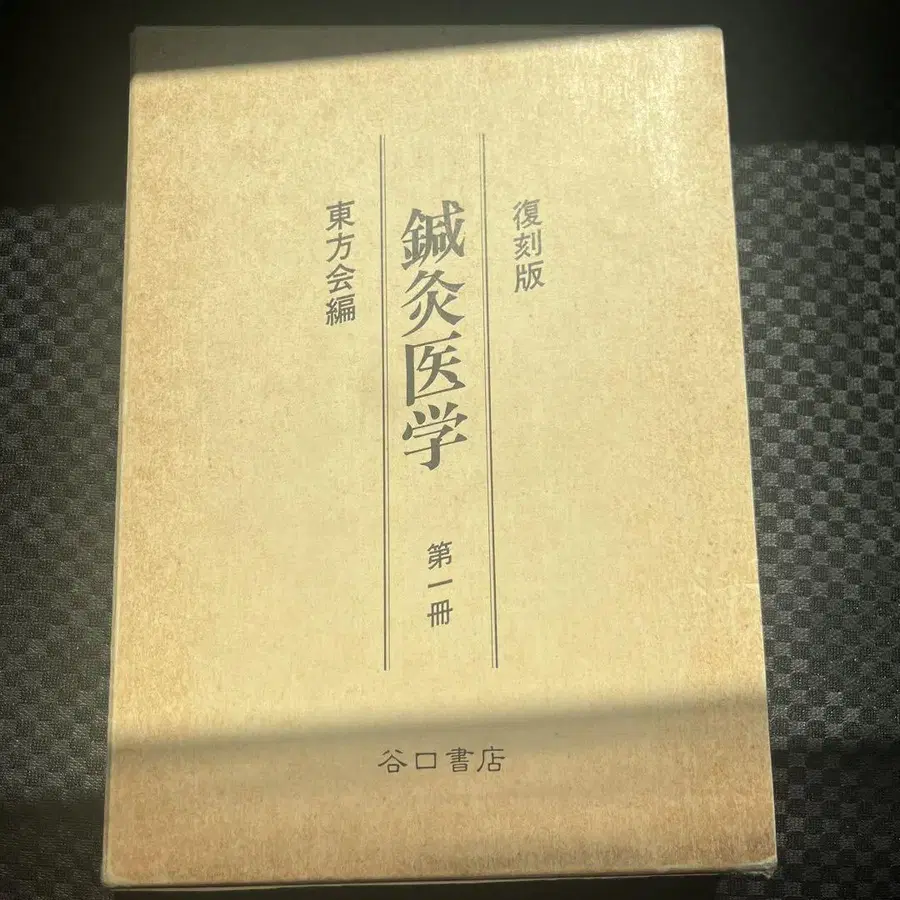 復刻版
鍼灸医学
第一冊
東方会編
谷口書店